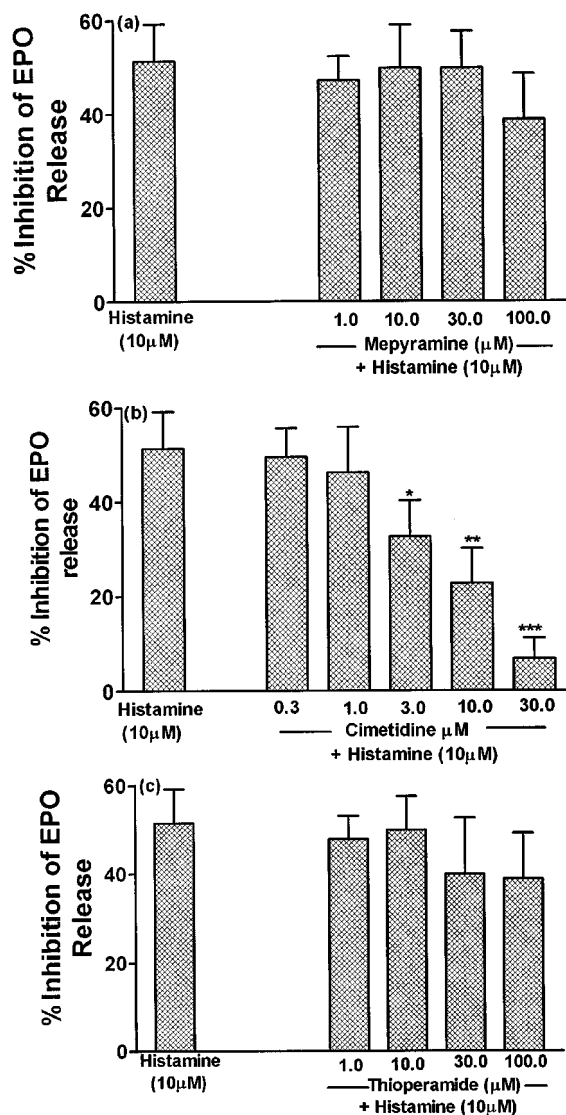 (a)
% Inhibition of EPO
Release
60
40
20
0
Histamine
(10μM)
1.0 10.0 30.0 100.0
Mepyramine (μM)
+ Histamine (10μM)
(b)
% Inhibition of EPO
release
60
40
20
0
* ** ***
Histamine
(10μM)
0.3 1.0 3.0 10.0 30.0
Cimetidine μM
+ Histamine (10μM)
(c)
% Inhibition of EPO
Release
60
40
20
0
Histamine
(10μM)
1.0 10.0 30.0 100.0
Thioperamide (μM)
+ Histamine (10μM)